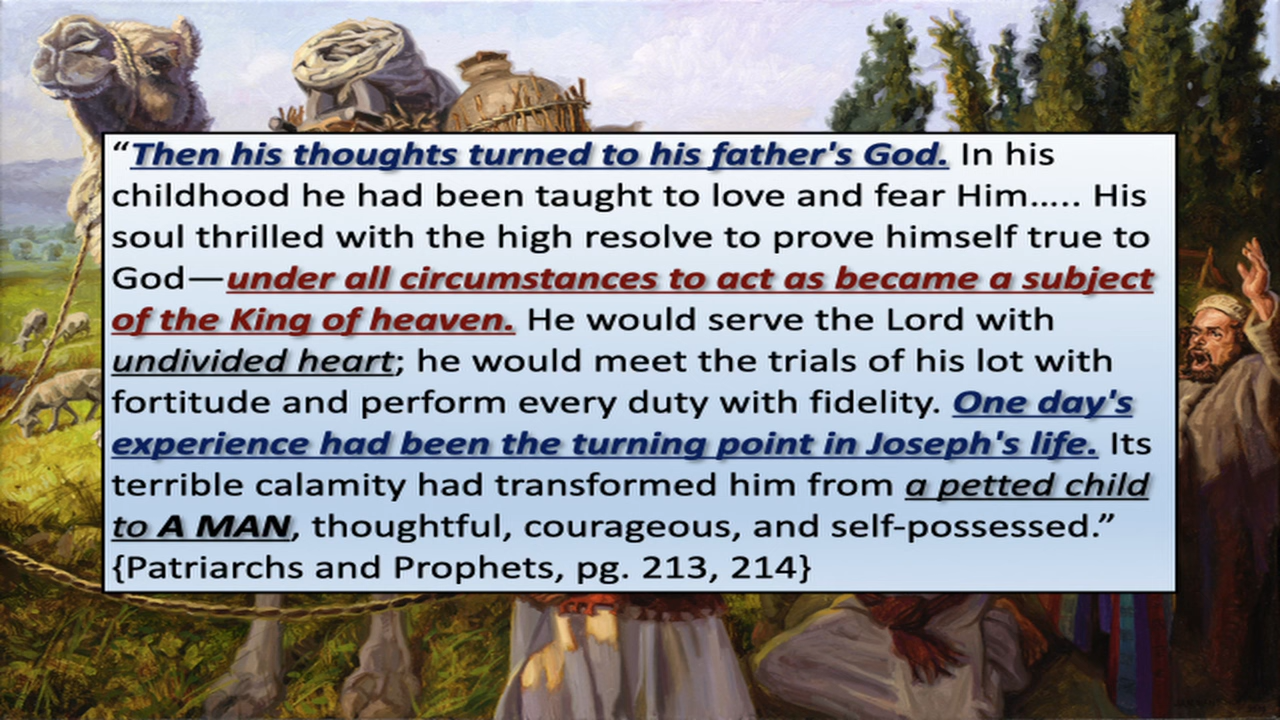 “Then his thoughts turned to his father's God. In his
childhood he had been taught to love and fear Him..... His
soul thrilled with the high resolve to prove himself true to
God—under all circumstances to act as became a subject
of the King of heaven. He would serve the Lord with
undivided heart; he would meet the trials of his lot with
fortitude and perform every duty with fidelity. One day's
experience had been the turning point in Joseph's life. Its
terrible calamity had transformed him from a petted child
to A MAN, thoughtful, courageous, and self-possessed.”
{Patriarchs and Prophets, pg. 213, 214}